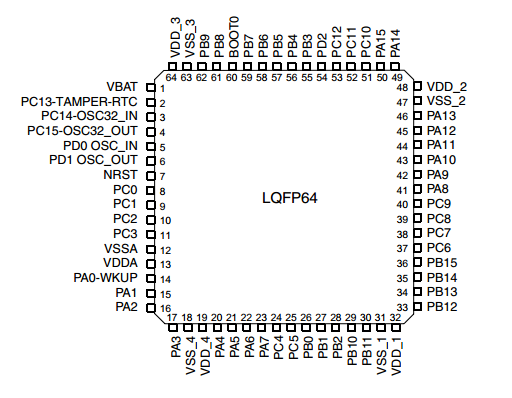 VDD_3
VSS_3
PB9
PB8
BOOT0
PB7
PB6
PB5
PB4
PB3
PD2
PC12
PC11
PC10
PA15
PA14
64 63 62 61 60 59 58 57 56 55 54 53 52 51 50 49
VBAT 1
PC13-TAMPER-RTC 2
PC14-OSC32_IN 3
PC15-OSC32_OUT 4
PD0 OSC_IN 5
PD1 OSC_OUT 6
NRST 7
PC0 8
PC1 9
PC2 10
PC3 11
VSSA 12
VDDA 13
PA0-WKUP 14
PA1 15
PA2 16
LQFP64
48 VDD_2
47 VSS_2
46 PA13
45 PA12
44 PA11
43 PA10
42 PA9
41 PA8
40 PC9
39 PC8
38 PC7
37 PC6
36 PB15
35 PB14
34 PB13
33 PB12
17 18 19 20 21 22 23 24 25 26 27 28 29 30 31 32
PA3
VSS_4
VDD_4
PA4
PA5
PA6
PA7
PC4
PC5
PB0
PB1
PB2
PB10
PB11
VSS_1
VDD_1